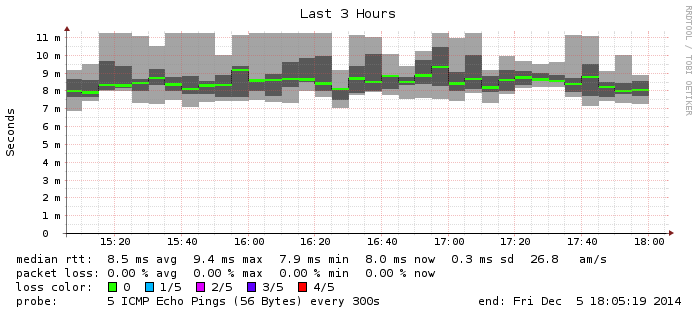 Last 3 Hours
RRDTOOL / TOBI OETIKER
Seconds
11 m
10 m
9 m
8 m
7 m
6 m
5 m
4 m
3 m
2 m
1 m
0
15:20 15:40 16:00 16:20 16:40 17:00 17:20 17:40 18:00
median rtt: 8.5 ms avg 9.4 ms max 7.9 ms min 8.0 ms now 0.3 ms sd 26.8 am/s
packet loss: 0.00 % avg 0.00 % max 0.00 % min 0.00 % now
loss color: 0 1/5 2/5 3/5 4/5
probe: 5 ICMP Echo Pings (56 Bytes) every 300s end: Fri Dec 5 18:05:19 2014